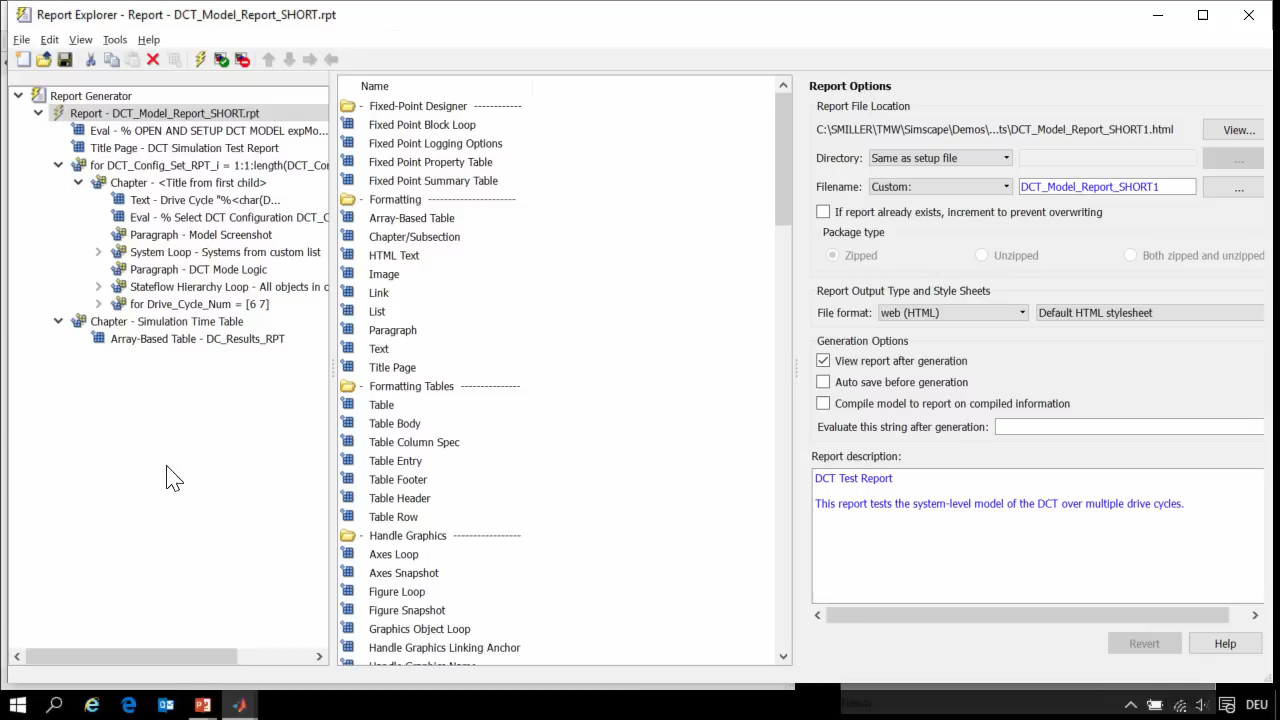 Report Explorer - Report - DCT_Model_Report_SHORT.rpt
File Edit View Tools Help
Report Generator
Report - DCT_Model_Report_SHORT.rpt
Eval - % OPEN AND SETUP DCT MODEL expMo...
Title Page - DCT Simulation Test Report
for DCT_Config_Set_RPT_i = 1:1:length(DCT_Cor
Chapter - <Title from first child>
Text - Drive Cycle "%<char(D...
Eval - % Select DCT Configuration DCT_C
Paragraph - Model Screenshot
System Loop - Systems from custom list
Paragraph - DCT Mode Logic
Stateflow Hierarchy Loop - All objects in c
for Drive_Cycle_Num = [6 7]
Chapter - Simulation Time Table
Array-Based Table - DC_Results_RPT
Name
- Fixed-Point Designer ------------
Fixed Point Block Loop
Fixed Point Logging Options
Fixed Point Property Table
Fixed Point Summary Table
- Formatting ----------------------
Array-Based Table
Chapter/Subsection
HTML Text
Image
Link
List
Paragraph
Text
Title Page
- Formatting Tables ---------------
Table
Table Body
Table Column Spec
Table Entry
Table Footer
Table Header
Table Row
- Handle Graphics -----------------
Axes Loop
Axes Snapshot
Figure Loop
Figure Snapshot
Graphics Object Loop
Handle Graphics Linking Anchor
Handle Graphics Name
Report Options
Report File Location
C:\SMILLER\TMW\Simscape\Demos\...ts\DCT_Model_Report_SHORT1.html View...
Directory: Same as setup file ...
Filename: Custom: DCT_Model_Report_SHORT1 ...
If report already exists, increment to prevent overwriting
Package type
Zipped Unzipped Both zipped and unzipped
Report Output Type and Style Sheets
File format: web (HTML) Default HTML stylesheet
Generation Options
View report after generation
Auto save before generation
Compile model to report on compiled information
Evaluate this string after generation:
Report description:
DCT Test Report
This report tests the system-level model of the DCT over multiple drive cycles.
Revert Help
DEU